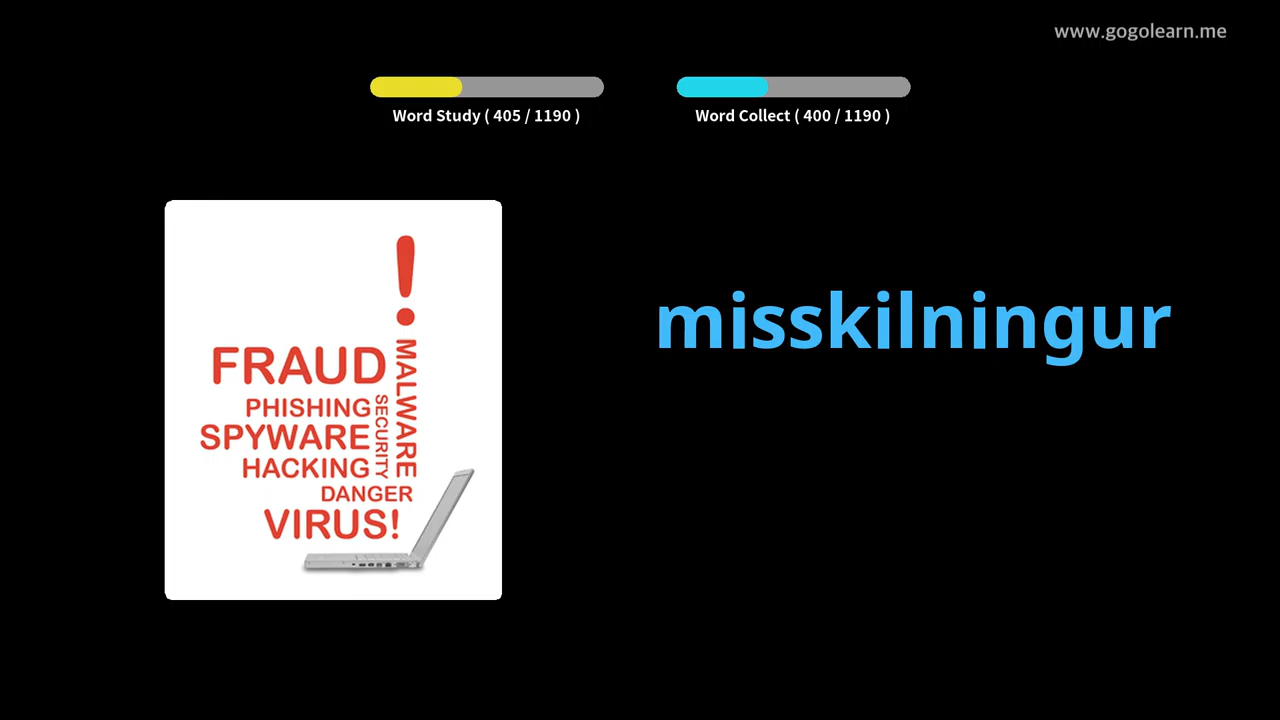 www.gogolearn.me
Word Study ( 405 / 1190 )
Word Collect ( 400 / 1190 )
!
FRAUD
MALWARE
PHISHING
SECURITY
SPYWARE
HACKING
DANGER
VIRUS!
misskilningur